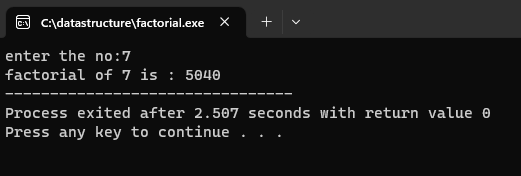 C:\datastructure\factorial.exe
enter the no:7
factorial of 7 is : 5040
--------------------------------
Process exited after 2.507 seconds with return value 0
Press any key to continue . . .